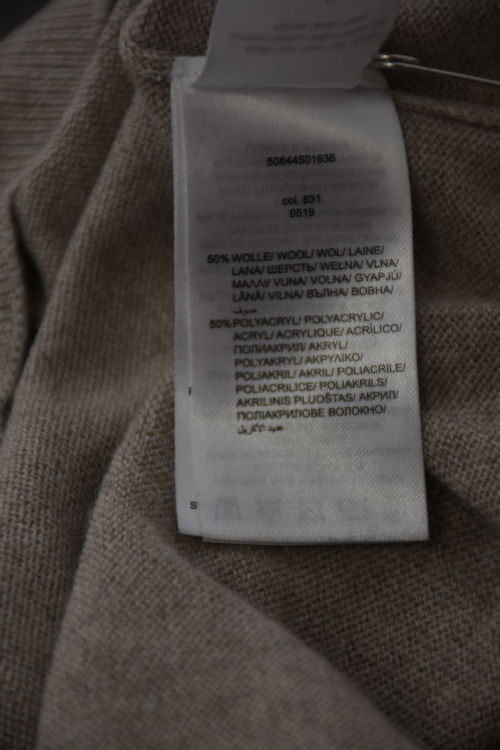 50644501636
col. 831
0519
50% WOLLE/ WOOL/ WOL/ LAINE/
LANA/ ШЕРСТЬ/ WEŁNA/ VLNA/
ΜΑΛΛΙ/ VUNA/ VOLNA/ GYAPJÚ/
LÂNĂ/ VILNA/ ВЪЛНА/ ВОВНА/
صوف
50% POLYACRYL/ POLYACRYLIC/
ACRYL/ ACRYLIQUE/ ACRÍLICO/
ПОЛИАКРИЛ/ AKRYL/
POLYAKRYL/ ΑΚΡΥΛΙΚΟ/
POLIAKRIL/ AKRIL/ POLIACRILE/
POLIACRILICE/ POLIAKRILS/
AKRILINIS PLUOŠTAS/ АКРИЛ/
ПОЛІАКРИЛОВЕ ВОЛОКНО/
عديد الأكريل
S